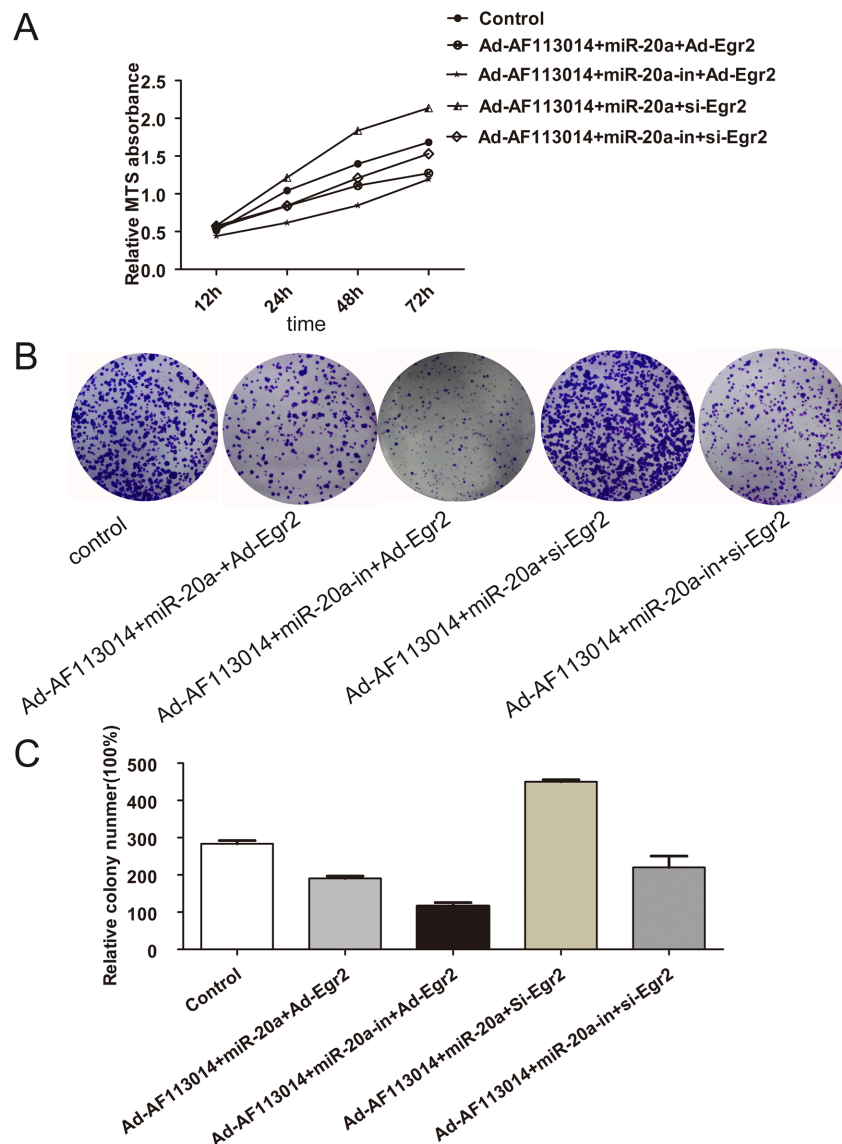 A
Control
Ad-AF113014+miR-20a+Ad-Egr2
Ad-AF113014+miR-20a-in+Ad-Egr2
Ad-AF113014+miR-20a+si-Egr2
Ad-AF113014+miR-20a-in+si-Egr2
Relative MTS absorbance
2.5
2.0
1.5
1.0
0.5
0.0
12h
24h
48h
72h
time
B
control
Ad-AF113014+miR-20a-+Ad-Egr2
Ad-AF113014+miR-20a-in+Ad-Egr2
Ad-AF113014+miR-20a+si-Egr2
Ad-AF113014+miR-20a-in+si-Egr2
C
Relative colony nunmer(100%)
500
400
300
200
100
0
Control
Ad-AF113014+miR-20a+Ad-Egr2
Ad-AF113014+miR-20a-in+Ad-Egr2
Ad-AF113014+miR-20a+Si-Egr2
Ad-AF113014+miR-20a-in+si-Egr2